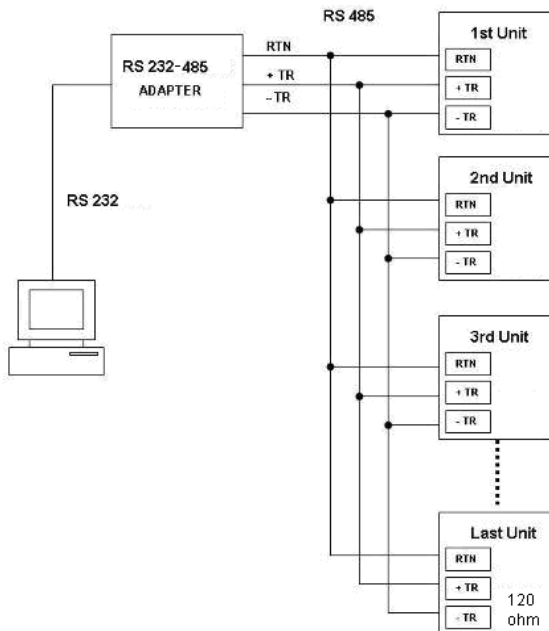 RS 485
RS 232-485
ADAPTER
RTN
+ TR
- TR
RS 232
1st Unit
RTN
+ TR
- TR
2nd Unit
RTN
+ TR
- TR
3rd Unit
RTN
+ TR
- TR
Last Unit
RTN
+ TR
- TR
120
ohm